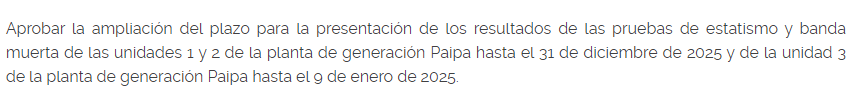 Aprobar la ampliación del plazo para la presentación de los resultados de las pruebas de estatismo y banda
muerta de las unidades 1 y 2 de la planta de generación Paipa hasta el 31 de diciembre de 2025 y de la unidad 3
de la planta de generación Paipa hasta el 9 de enero de 2025.